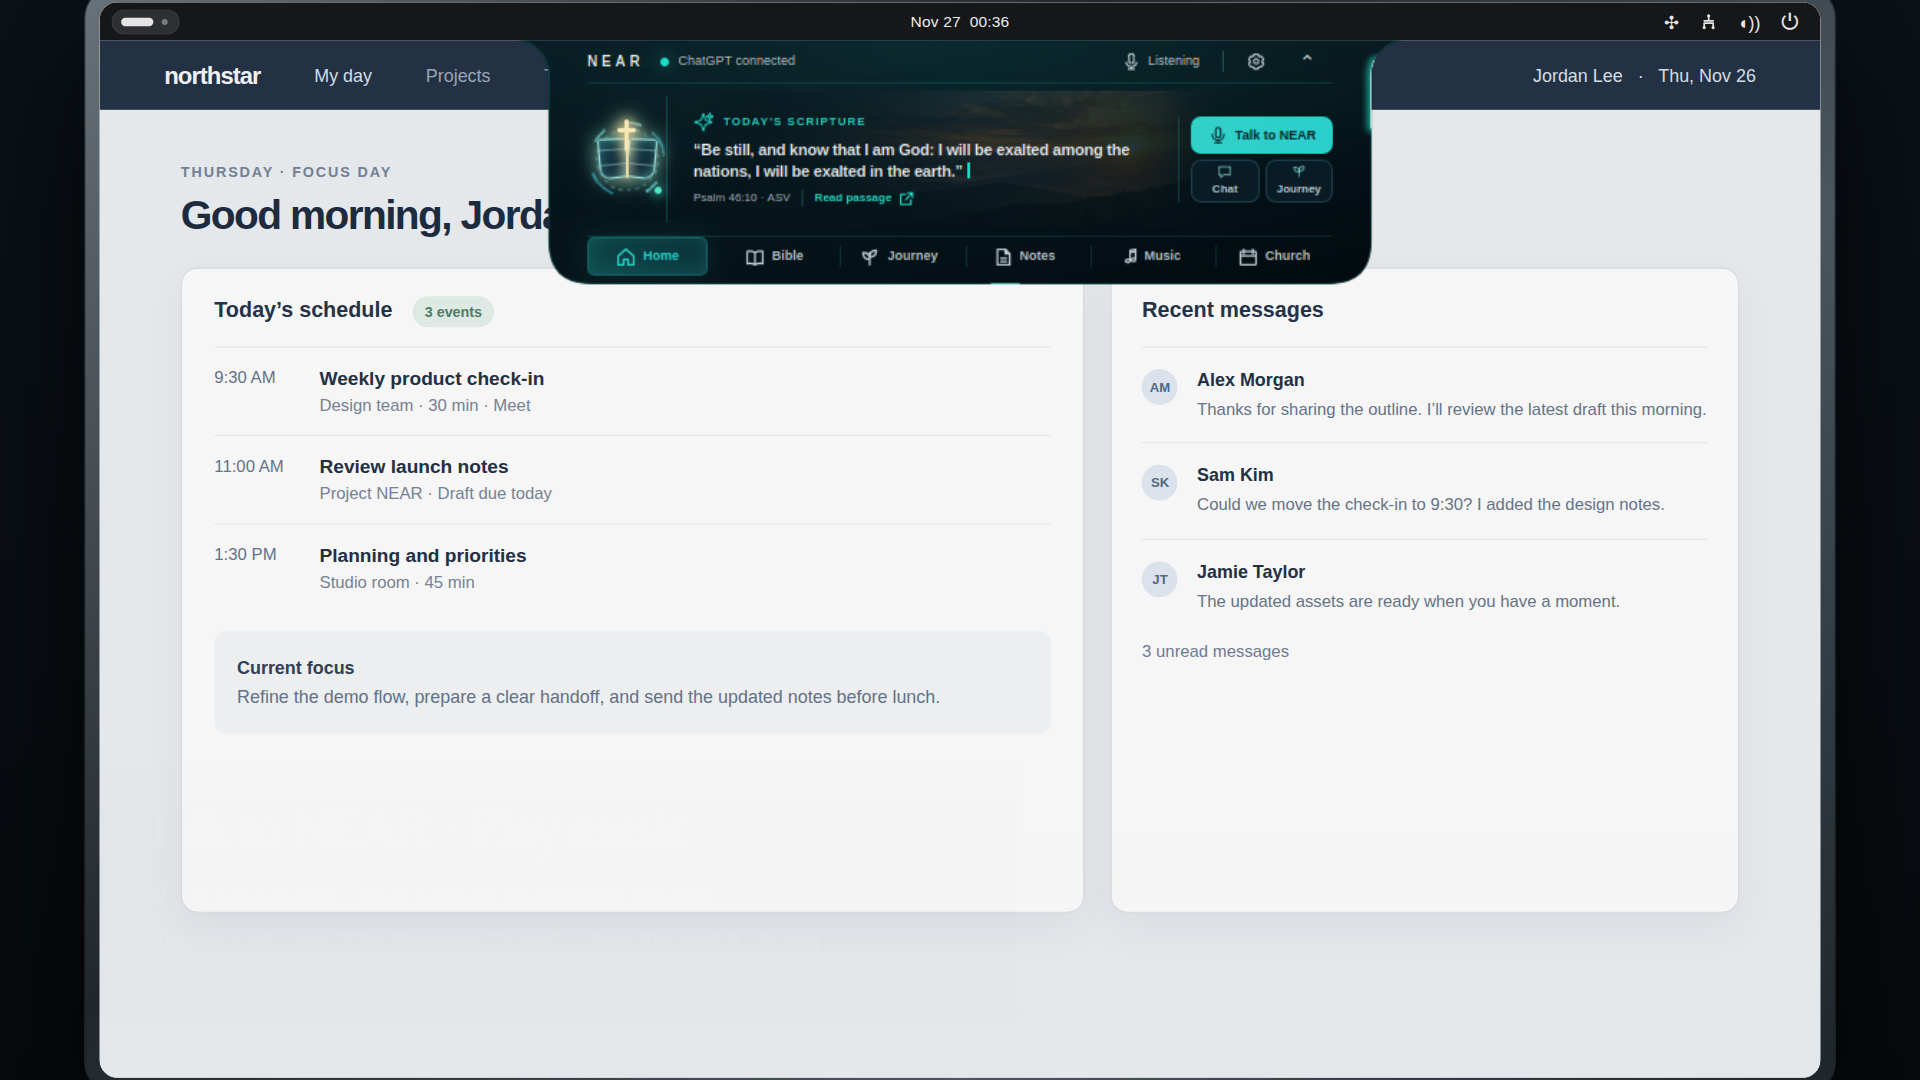 Nov 27 00:36
northstar
My day
Projects
Jordan Lee · Thu, Nov 26
NEAR
ChatGPT connected
Listening
TODAY'S SCRIPTURE
“Be still, and know that I am God: I will be exalted among the
nations, I will be exalted in the earth.”
Psalm 46:10 · ASV
Read passage
Talk to NEAR
Chat
Journey
Home
Bible
Journey
Notes
Music
Church
THURSDAY · FOCUS DAY
Good morning, Jorda
Today’s schedule
3 events
9:30 AM
Weekly product check-in
Design team · 30 min · Meet
11:00 AM
Review launch notes
Project NEAR · Draft due today
1:30 PM
Planning and priorities
Studio room · 45 min
Current focus
Refine the demo flow, prepare a clear handoff, and send the updated notes before lunch.
Recent messages
AM
Alex Morgan
Thanks for sharing the outline. I’ll review the latest draft this morning.
SK
Sam Kim
Could we move the check-in to 9:30? I added the design notes.
JT
Jamie Taylor
The updated assets are ready when you have a moment.
3 unread messages